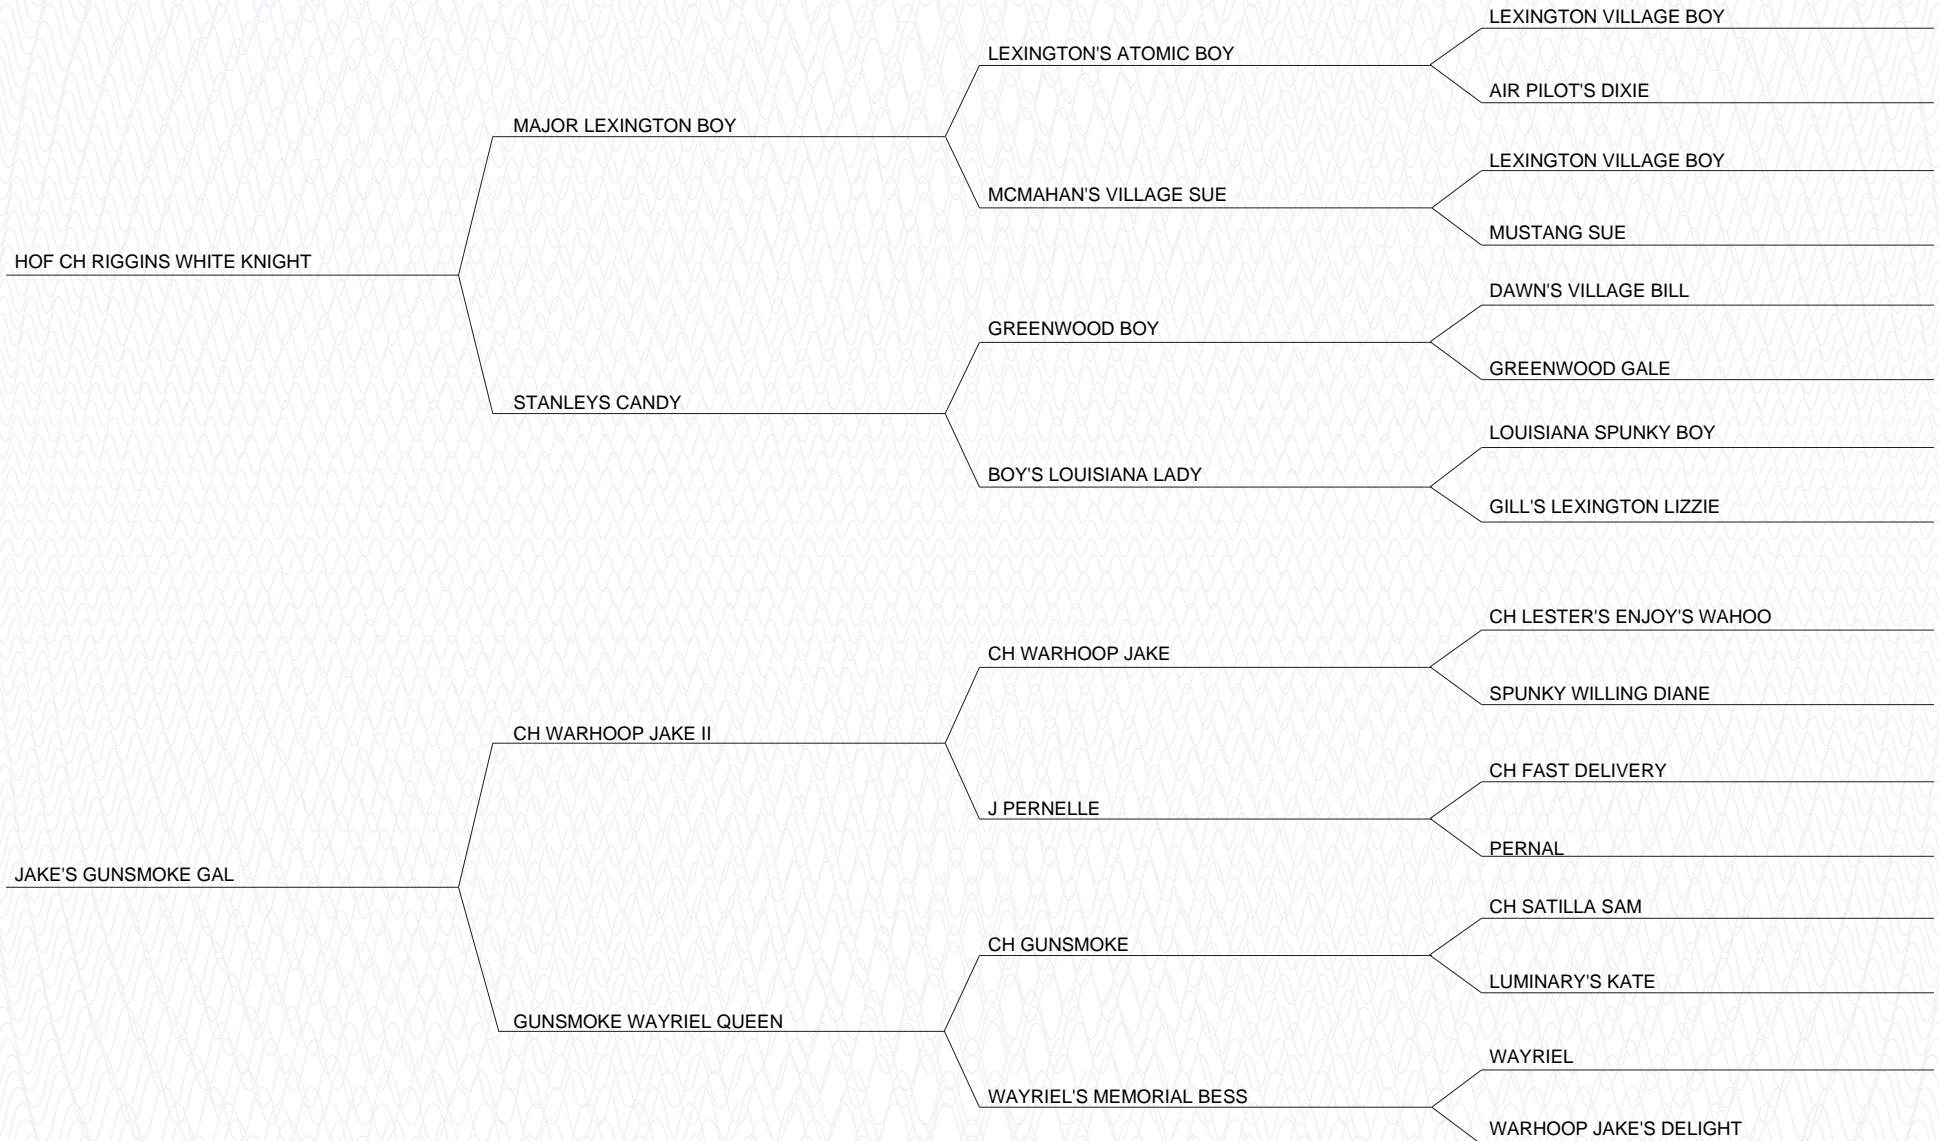 LEXINGTON VILLAGE BOY
LEXINGTON'S ATOMIC BOY
AIR PILOT'S DIXIE
MAJOR LEXINGTON BOY
LEXINGTON VILLAGE BOY
MCMAHAN'S VILLAGE SUE
MUSTANG SUE
HOF CH RIGGINS WHITE KNIGHT
DAWN'S VILLAGE BILL
GREENWOOD BOY
GREENWOOD GALE
STANLEYS CANDY
LOUISIANA SPUNKY BOY
BOY'S LOUISIANA LADY
GILL'S LEXINGTON LIZZIE
CH LESTER'S ENJOY'S WAHOO
CH WARHOOP JAKE
SPUNKY WILLING DIANE
CH WARHOOP JAKE II
CH FAST DELIVERY
J PERNELLE
PERNAL
JAKE'S GUNSMOKE GAL
CH SATILLA SAM
CH GUNSMOKE
LUMINARY'S KATE
GUNSMOKE WAYRIEL QUEEN
WAYRIEL
WAYRIEL'S MEMORIAL BESS
WARHOOP JAKE'S DELIGHT